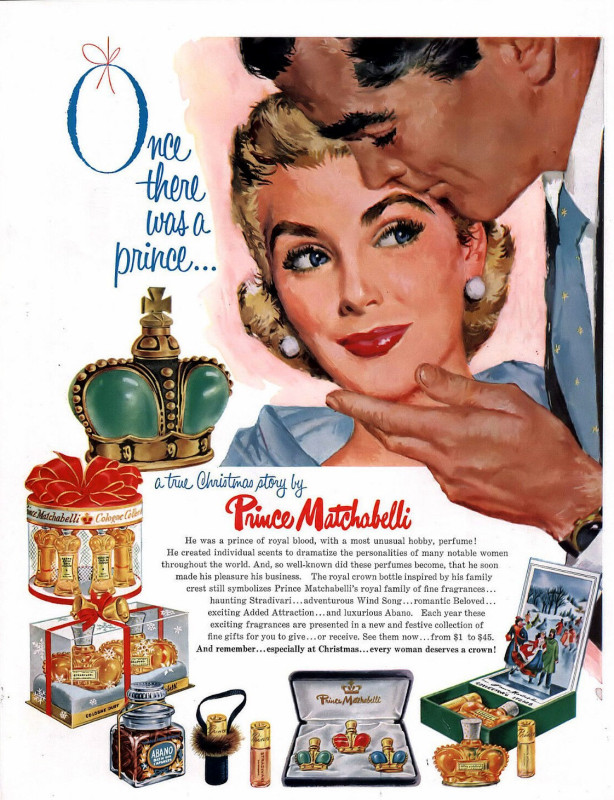 Once
there
was a
prince...
a true Christmas story by
Prince Matchabelli
He was a prince of royal blood, with a most unusual hobby, perfume!
He created individual scents to dramatize the personalities of many notable women
throughout the world. And, so well-known did these perfumes become, that he soon
made his pleasure his business. The royal crown bottle inspired by his family
crest still symbolizes Prince Matchabelli's royal family of fine fragrances...
haunting Stradivari...adventurous Wind Song...romantic Beloved...
exciting Added Attraction...and luxurious Abano. Each year these
exciting fragrances are presented in a new and festive collection of
fine gifts for you to give...or receive. See them now...from $1 to $45.
And remember...especially at Christmas...every woman deserves a crown!
Prince Matchabelli Cologne
COLOGNE DUET
ABANO
Prince Matchabelli